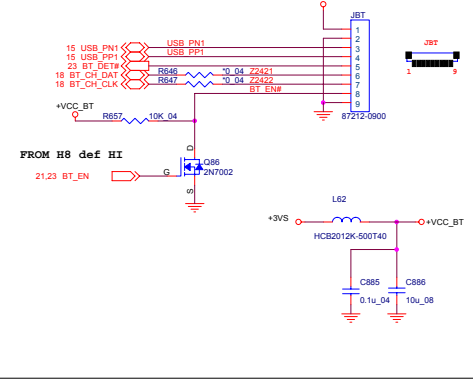 JBT
1
2
3
4
5
6
7
8
9
87212-0900
15 USB_PN1 USB_PN1
15 USB_PP1 USB_PP1
23 BT_DET#
18 BT_CH_DAT R646 *0_04 Z2421
18 BT_CH_CLK R647 *0_04 Z2422
BT_EN#
JBT
1 9
+VCC_BT
R657 10K_04
FROM H8 def HI
21,23 BT_EN
D
G
S
Q86
2N7002
L62
+3VS
+VCC_BT
HCB2012K-500T40
C885
0.1u_04
C886
10u_08